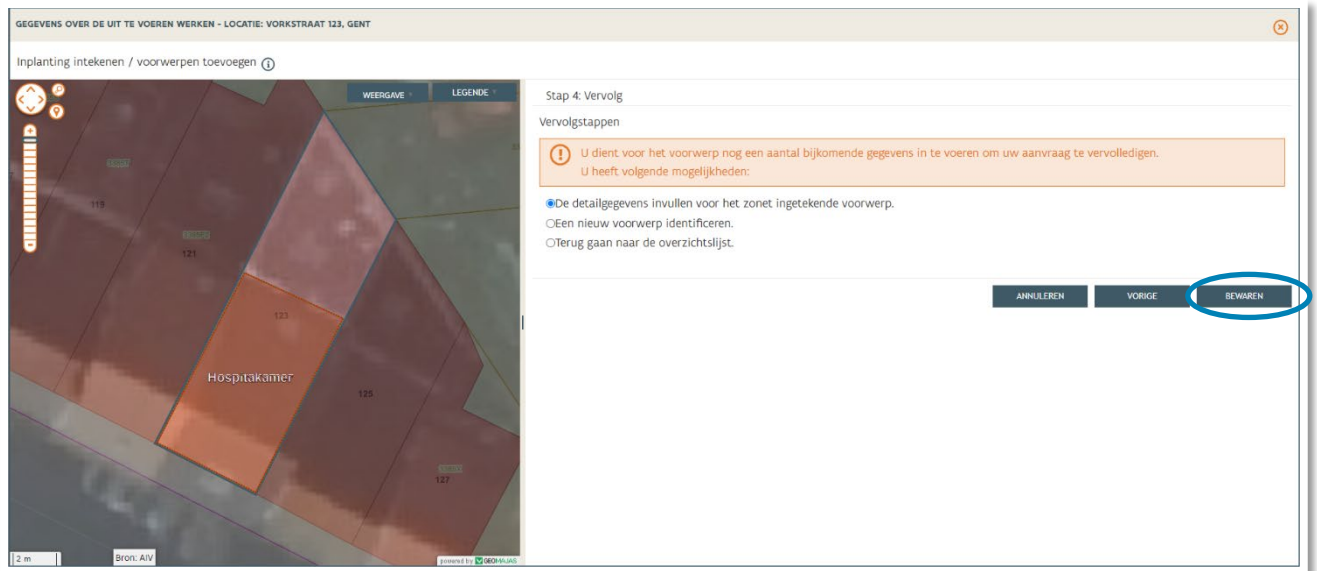 GEGEVENS OVER DE UIT TE VOEREN WERKEN - LOCATIE: VORKSTRAAT 123, GENT
Inplanting intekenen / voorwerpen toevoegen
WEERGAVE
LEGENDE
Stap 4: Vervolg
Vervolgstappen
U dient voor het voorwerp nog een aantal bijkomende gegevens in te voeren om uw aanvraag te vervolledigen.
U heeft volgende mogelijkheden:
De detailgegevens invullen voor het zonet ingetekende voorwerp.
Een nieuw voorwerp identificeren.
Terug gaan naar de overzichtslijst.
ANNULEREN
VORIGE
BEWAREN
119
121
123
Hospitakamer
125
127
2 m
Bron: AIV
powered by GEOMAJAS